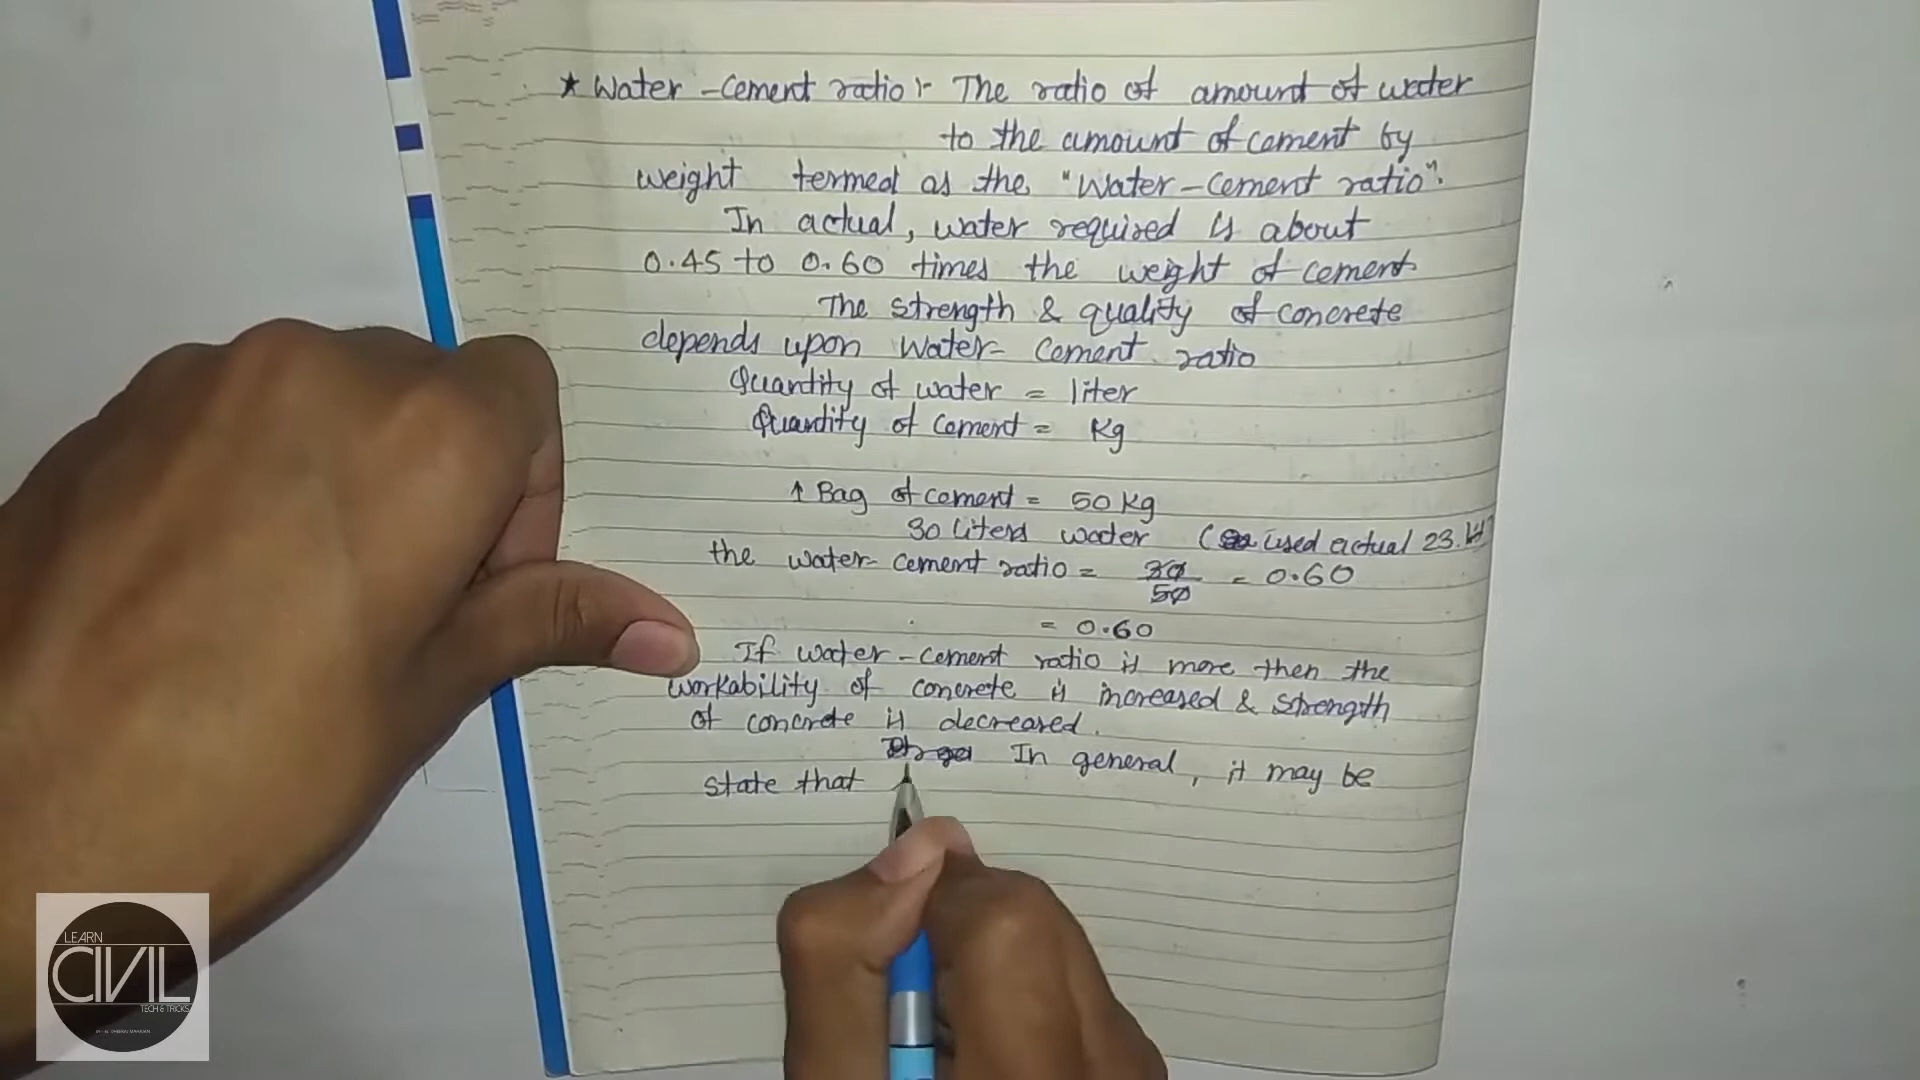 ★ Water-Cement ratio :- The ratio of amount of water
to the amount of cement by
weight termed as the "Water-Cement ratio".
In actual, water required is about
0.45 to 0.60 times the weight of cement
The strength & quality of concrete
depends upon Water-Cement ratio
Quantity of water = liter
Quantity of Cement = Kg
1 Bag of cement = 50 Kg
30 liters water ( used actual 23.
the water-cement ratio = 30/50 = 0.60
= 0.60
If water-cement ratio is more then the
workability of concrete is increased & strength
of concrete is decreased.
In general, it may be
state that
LEARN
CIVIL
TECH & TRICKS